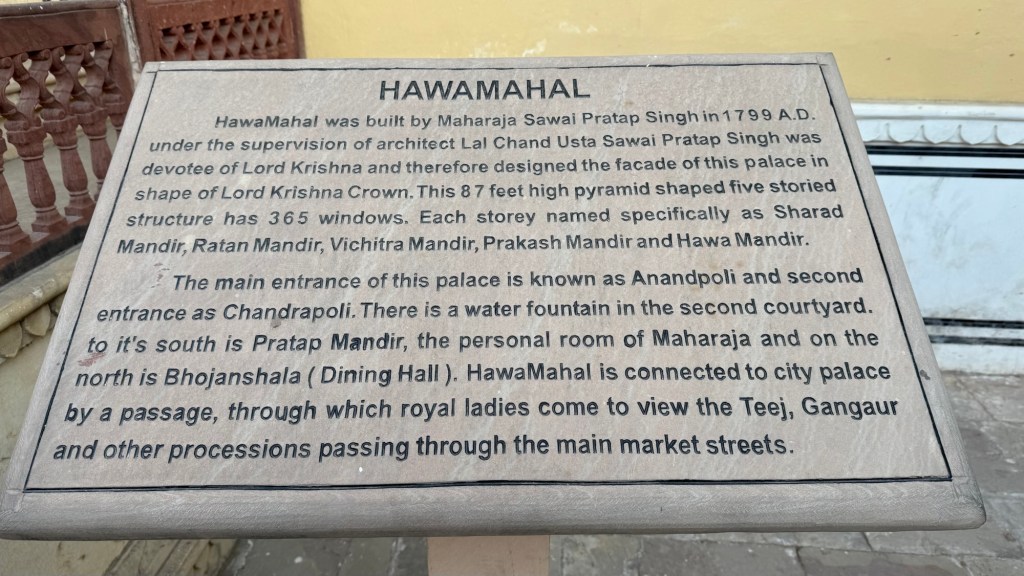 HAWAMAHAL
HawaMahal was built by Maharaja Sawai Pratap Singh in 1799 A.D.
under the supervision of architect Lal Chand Usta Sawai Pratap Singh was
devotee of Lord Krishna and therefore designed the facade of this palace in
shape of Lord Krishna Crown. This 87 feet high pyramid shaped five storied
structure has 365 windows. Each storey named specifically as Sharad
Mandir, Ratan Mandir, Vichitra Mandir, Prakash Mandir and Hawa Mandir.
The main entrance of this palace is known as Anandpoli and second
entrance as Chandrapoli. There is a water fountain in the second courtyard.
to it's south is Pratap Mandir, the personal room of Maharaja and on the
north is Bhojanshala ( Dining Hall ). HawaMahal is connected to city palace
by a passage, through which royal ladies come to view the Teej, Gangaur
and other processions passing through the main market streets.